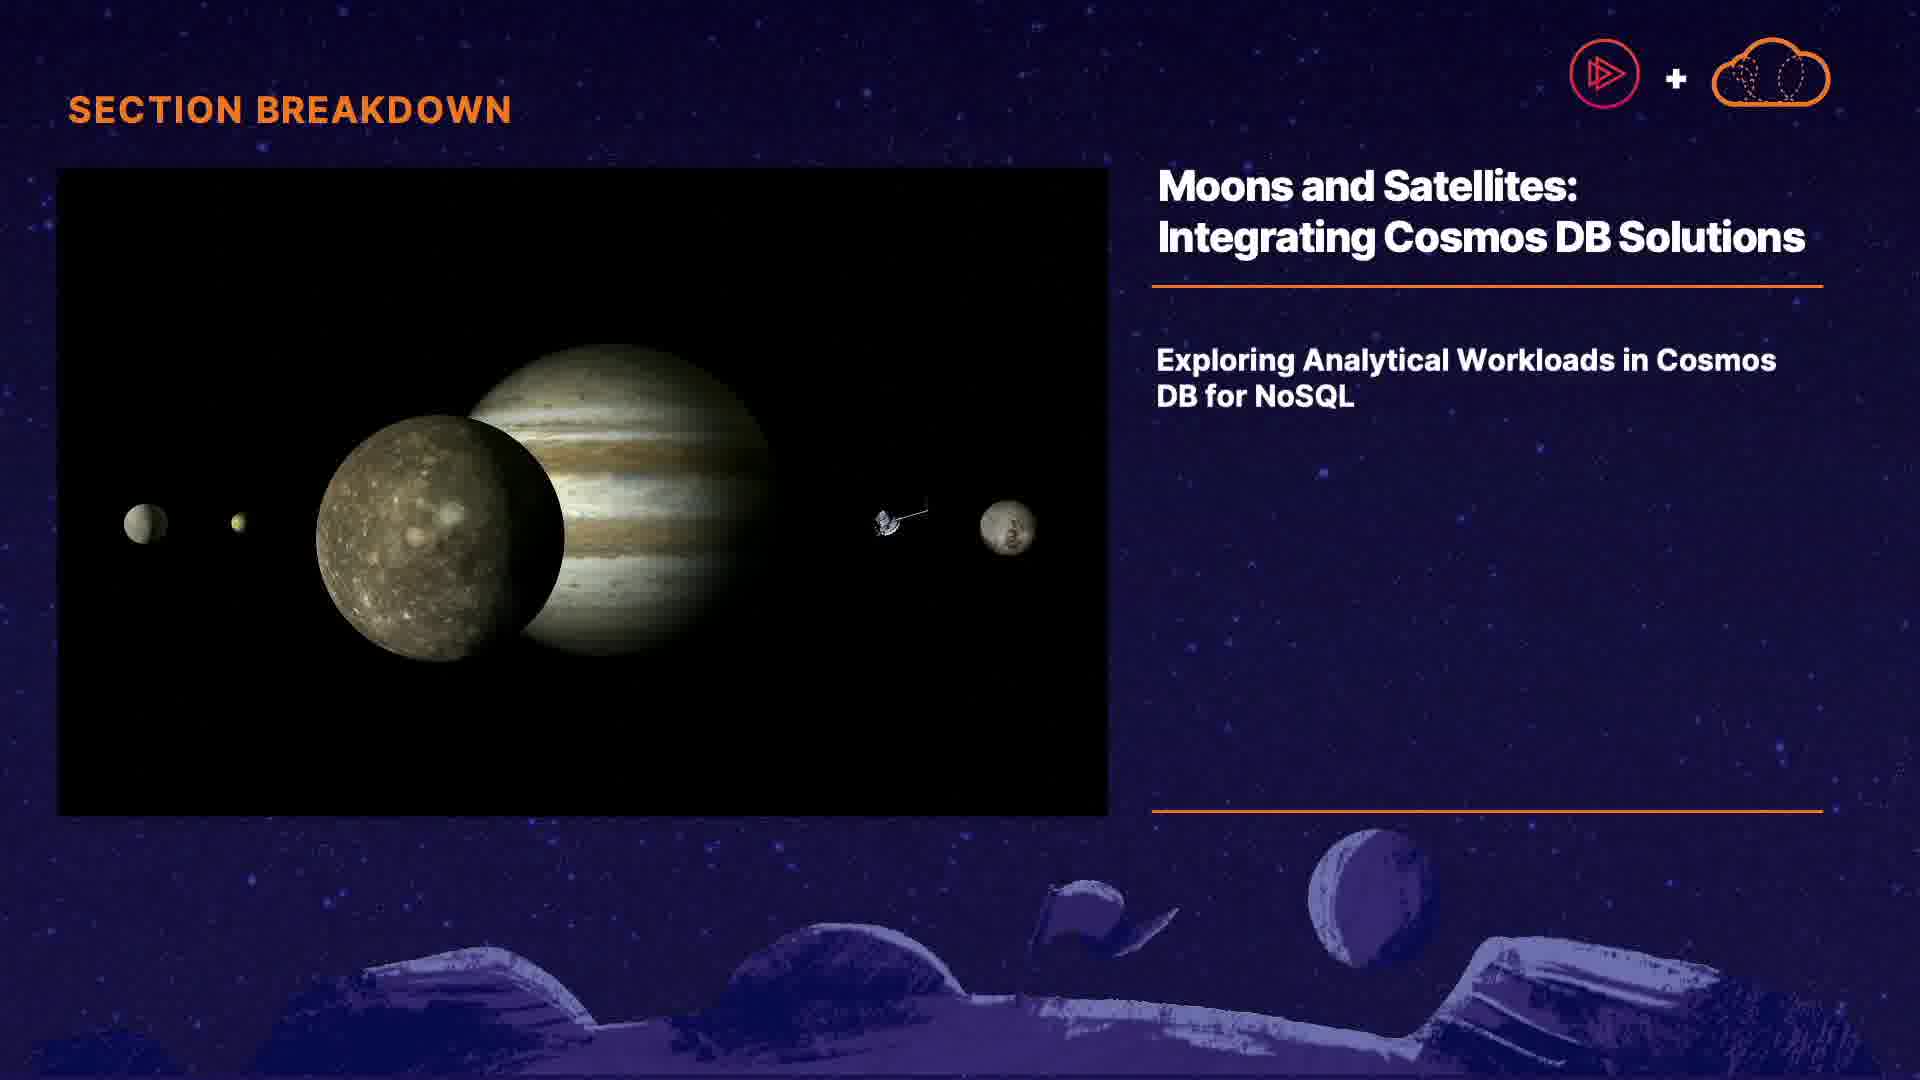 SECTION BREAKDOWN
+
Moons and Satellites:
Integrating Cosmos DB Solutions
Exploring Analytical Workloads in Cosmos
DB for NoSQL